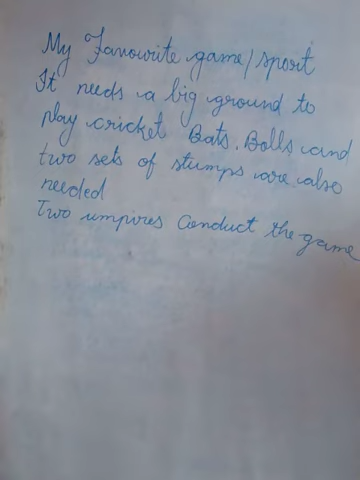 My Favourite game/sport
It needs a big ground to
play cricket Bats, Balls and
two sets of stumps are also
needed
Two umpires Conduct the game